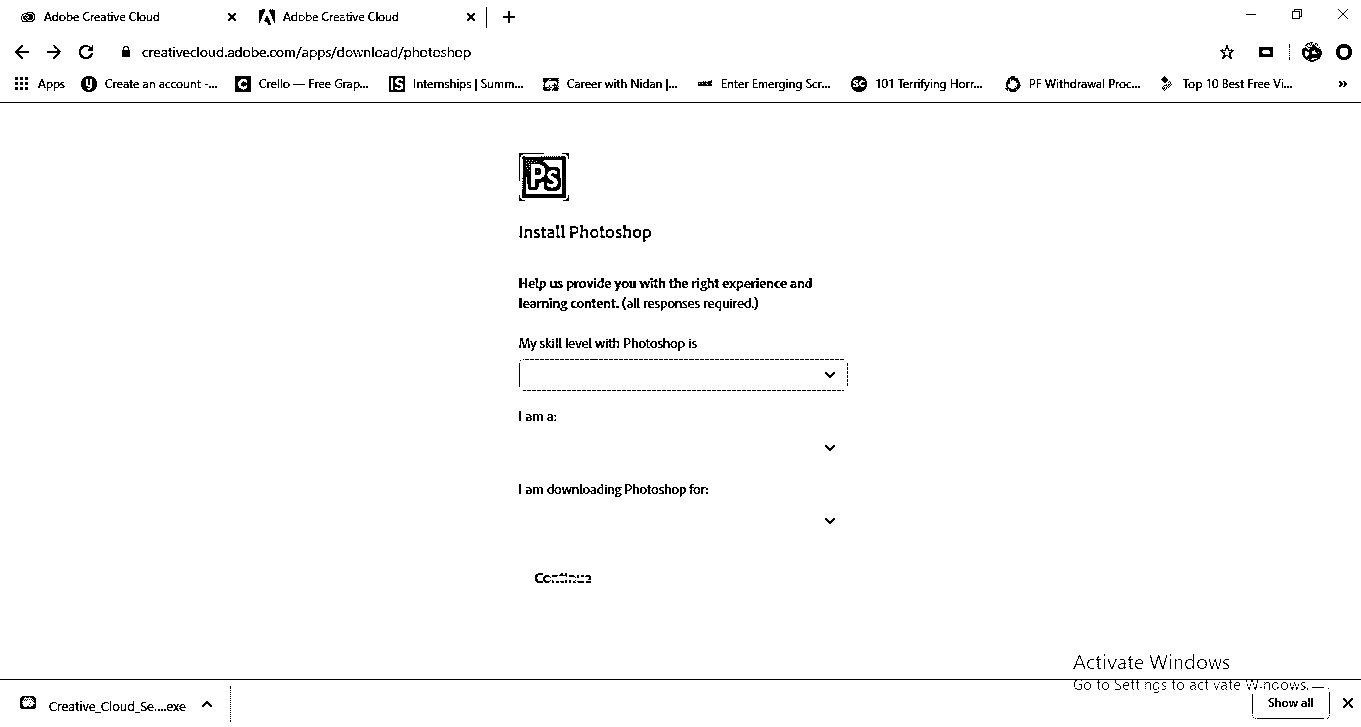 Adobe Creative Cloud
Adobe Creative Cloud
creativecloud.adobe.com/apps/download/photoshop
Apps
Create an account -...
Crello — Free Grap...
Internships | Summ...
Career with Nidan |...
Enter Emerging Scr...
101 Terrifying Horr...
PF Withdrawal Proc...
Top 10 Best Free Vi...
Ps
Install Photoshop
Help us provide you with the right experience and
learning content. (all responses required.)
My skill level with Photoshop is
I am a:
I am downloading Photoshop for:
Continue
Activate Windows
Go to Settings to activate Windows.
Creative_Cloud_Se....exe
Show all